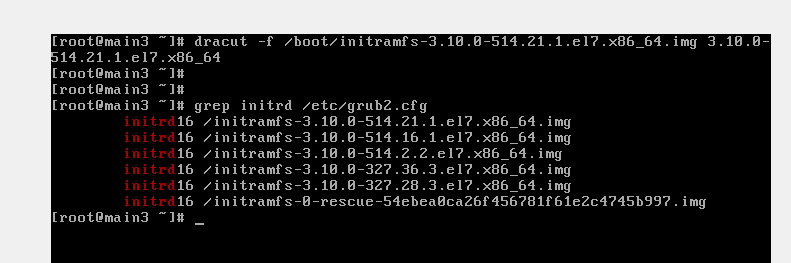 [root@main3 ~]# dracut -f /boot/initramfs-3.10.0-514.21.1.el7.x86_64.img 3.10.0-
514.21.1.el7.x86_64
[root@main3 ~]#
[root@main3 ~]#
[root@main3 ~]# grep initrd /etc/grub2.cfg
initrd16 /initramfs-3.10.0-514.21.1.el7.x86_64.img
initrd16 /initramfs-3.10.0-514.16.1.el7.x86_64.img
initrd16 /initramfs-3.10.0-514.2.2.el7.x86_64.img
initrd16 /initramfs-3.10.0-327.36.3.el7.x86_64.img
initrd16 /initramfs-3.10.0-327.28.3.el7.x86_64.img
initrd16 /initramfs-0-rescue-54ebea0ca26f456781f61e2c4745b997.img
[root@main3 ~]# _